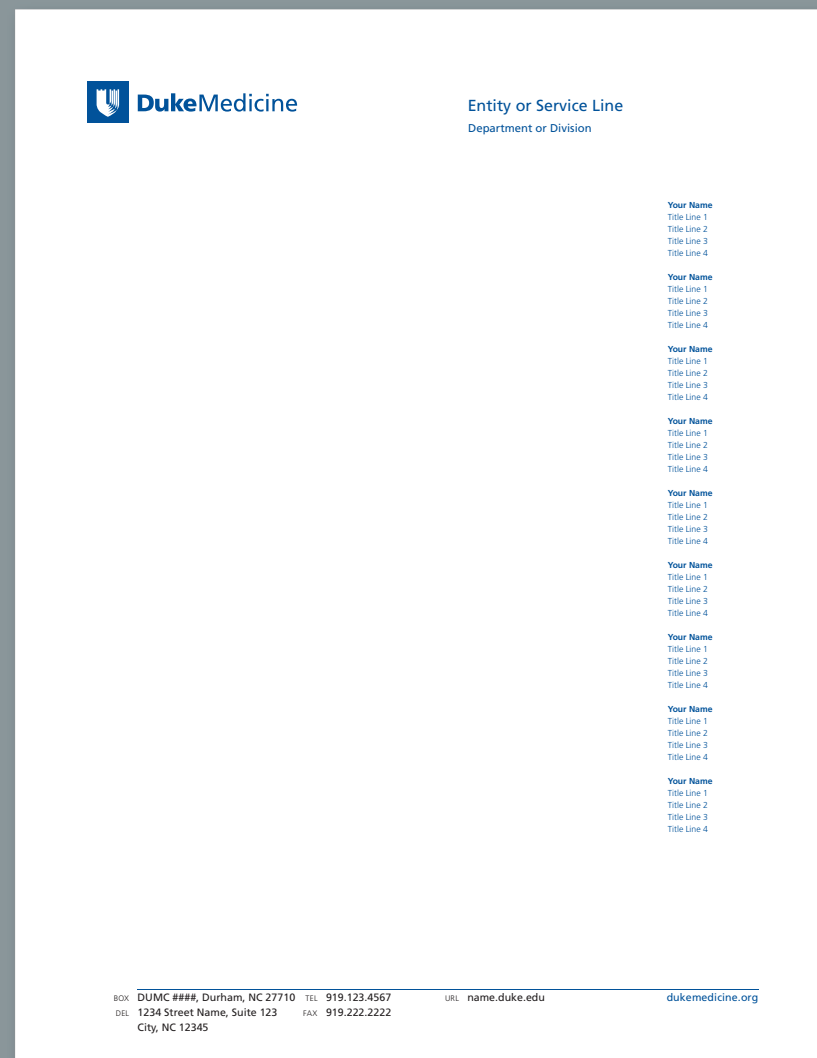 DukeMedicine
Entity or Service Line
Department or Division
Your Name
Title Line 1
Title Line 2
Title Line 3
Title Line 4
Your Name
Title Line 1
Title Line 2
Title Line 3
Title Line 4
Your Name
Title Line 1
Title Line 2
Title Line 3
Title Line 4
Your Name
Title Line 1
Title Line 2
Title Line 3
Title Line 4
Your Name
Title Line 1
Title Line 2
Title Line 3
Title Line 4
Your Name
Title Line 1
Title Line 2
Title Line 3
Title Line 4
Your Name
Title Line 1
Title Line 2
Title Line 3
Title Line 4
Your Name
Title Line 1
Title Line 2
Title Line 3
Title Line 4
Your Name
Title Line 1
Title Line 2
Title Line 3
Title Line 4
BOX DUMC ####, Durham, NC 27710 TEL 919.123.4567 URL name.duke.edu dukemedicine.org
DEL 1234 Street Name, Suite 123 FAX 919.222.2222
City, NC 12345